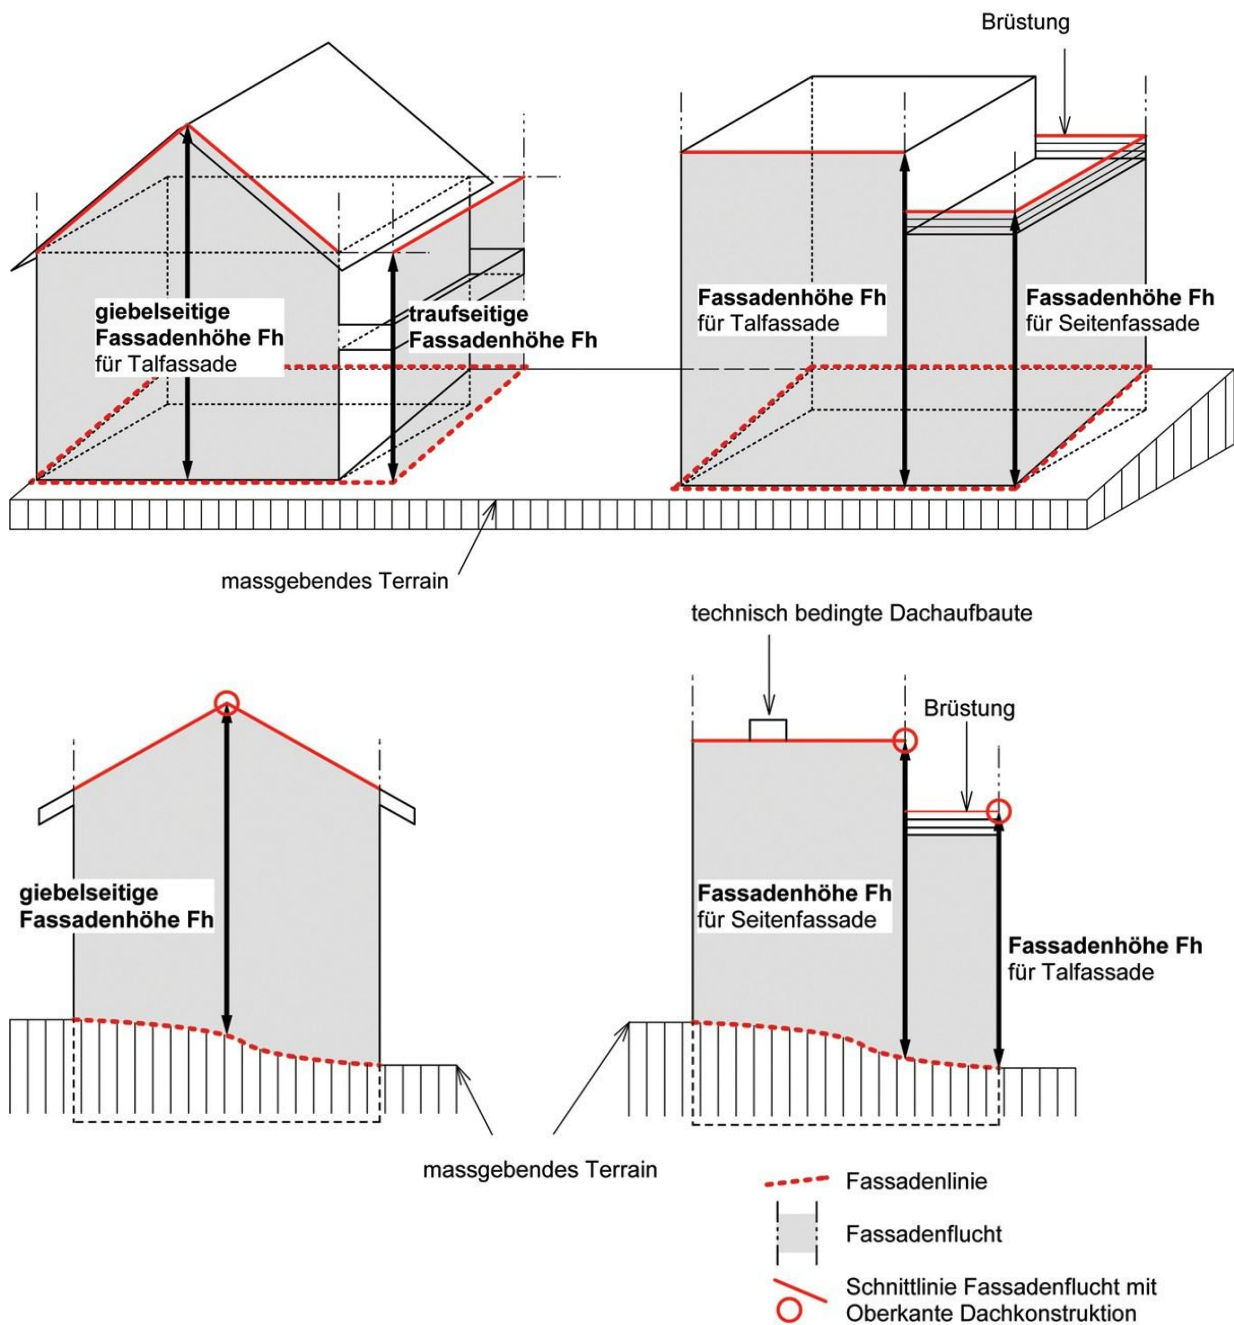 Brüstung
giebelseitige
Fassadenhöhe Fh
für Talfassade
traufseitige
Fassadenhöhe Fh
Fassadenhöhe Fh
für Talfassade
Fassadenhöhe Fh
für Seitenfassade
massgebendes Terrain
technisch bedingte Dachaufbaute
Brüstung
giebelseitige
Fassadenhöhe Fh
Fassadenhöhe Fh
für Seitenfassade
Fassadenhöhe Fh
für Talfassade
massgebendes Terrain
Fassadenlinie
Fassadenflucht
Schnittlinie Fassadenflucht mit
Oberkante Dachkonstruktion